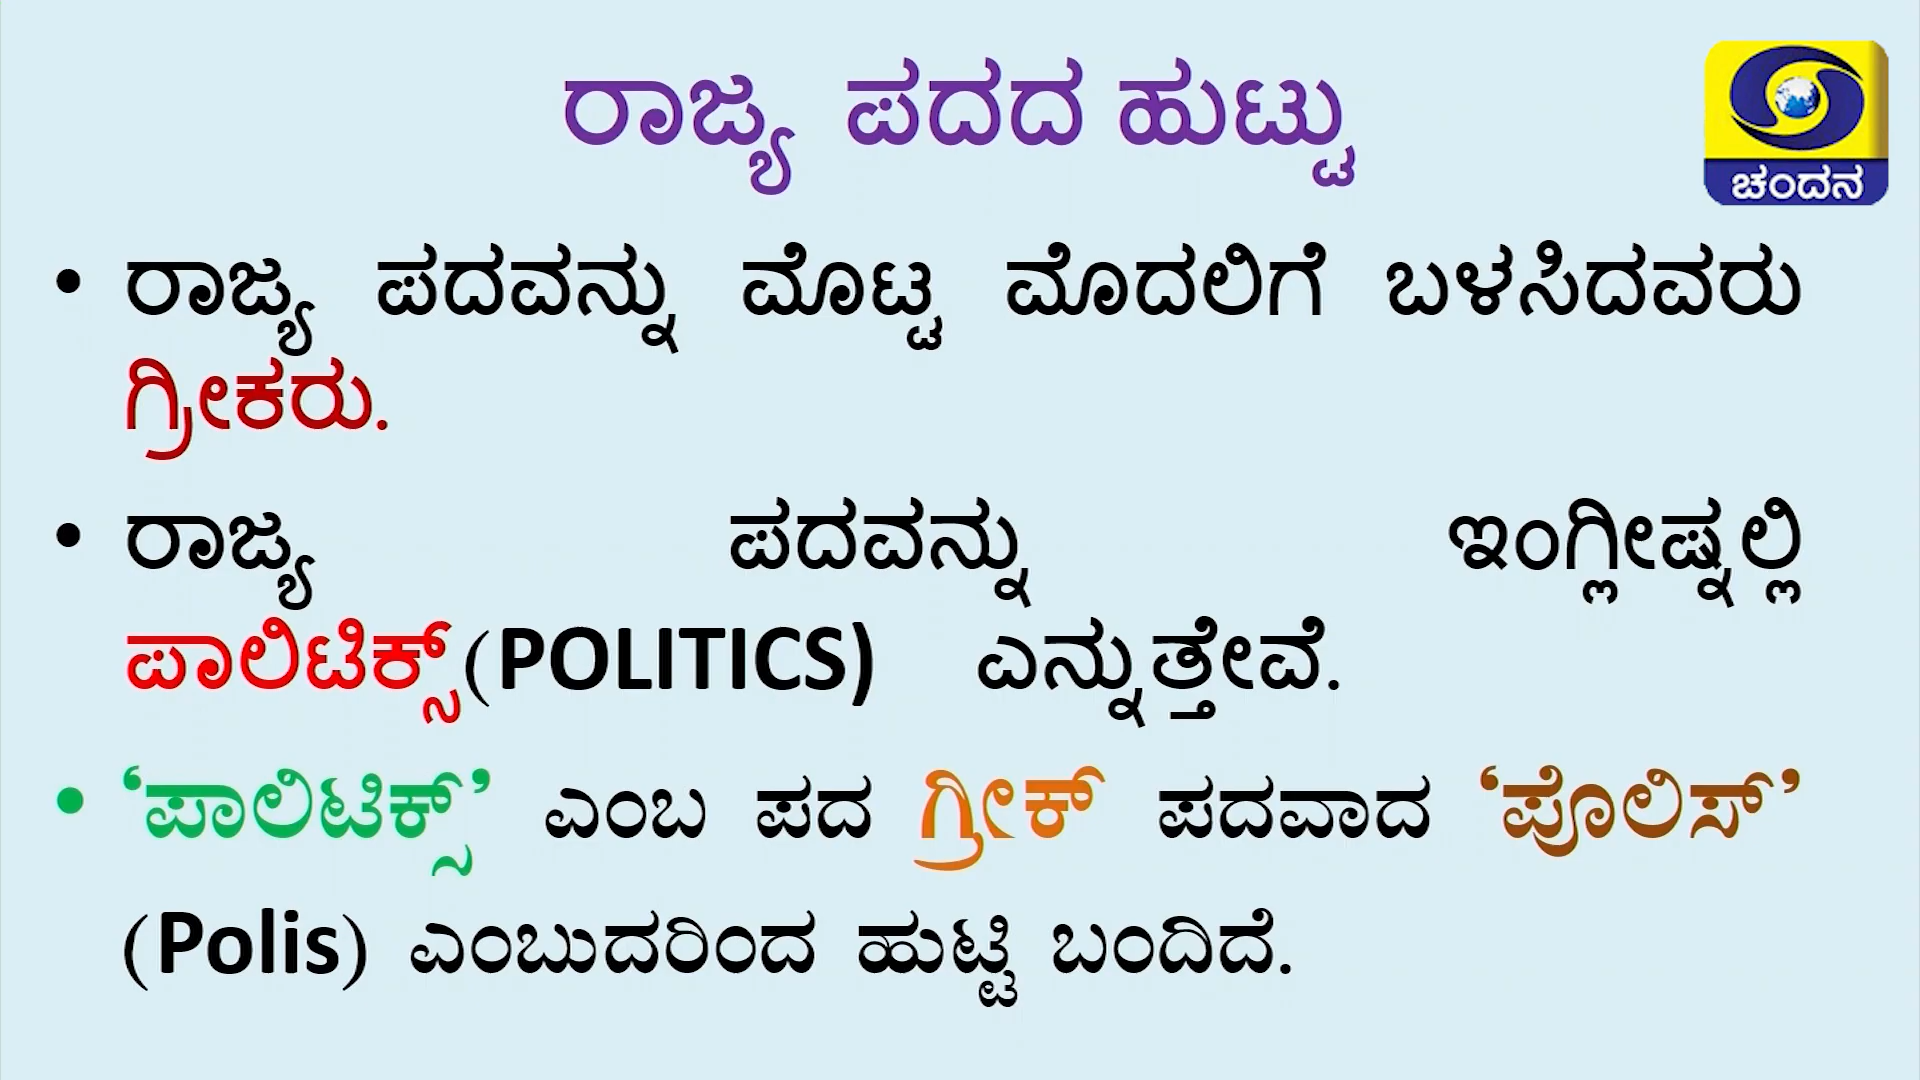 ರಾಜ್ಯ ಪದದ ಹುಟ್ಟು
ಚಂದನ
• ರಾಜ್ಯ ಪದವನ್ನು ಮೊಟ್ಟ ಮೊದಲಿಗೆ ಬಳಸಿದವರು
ಗ್ರೀಕರು.
• ರಾಜ್ಯ ಪದವನ್ನು ಇಂಗ್ಲೀಷ್ನಲ್ಲಿ
ಪಾಲಿಟಿಕ್ಸ್(POLITICS) ಎನ್ನುತ್ತೇವೆ.
• ‘ಪಾಲಿಟಿಕ್ಸ್’ ಎಂಬ ಪದ ಗ್ರೀಕ್ ಪದವಾದ ‘ಪೊಲಿಸ್’
(Polis) ಎಂಬುದರಿಂದ ಹುಟ್ಟಿ ಬಂದಿದೆ.